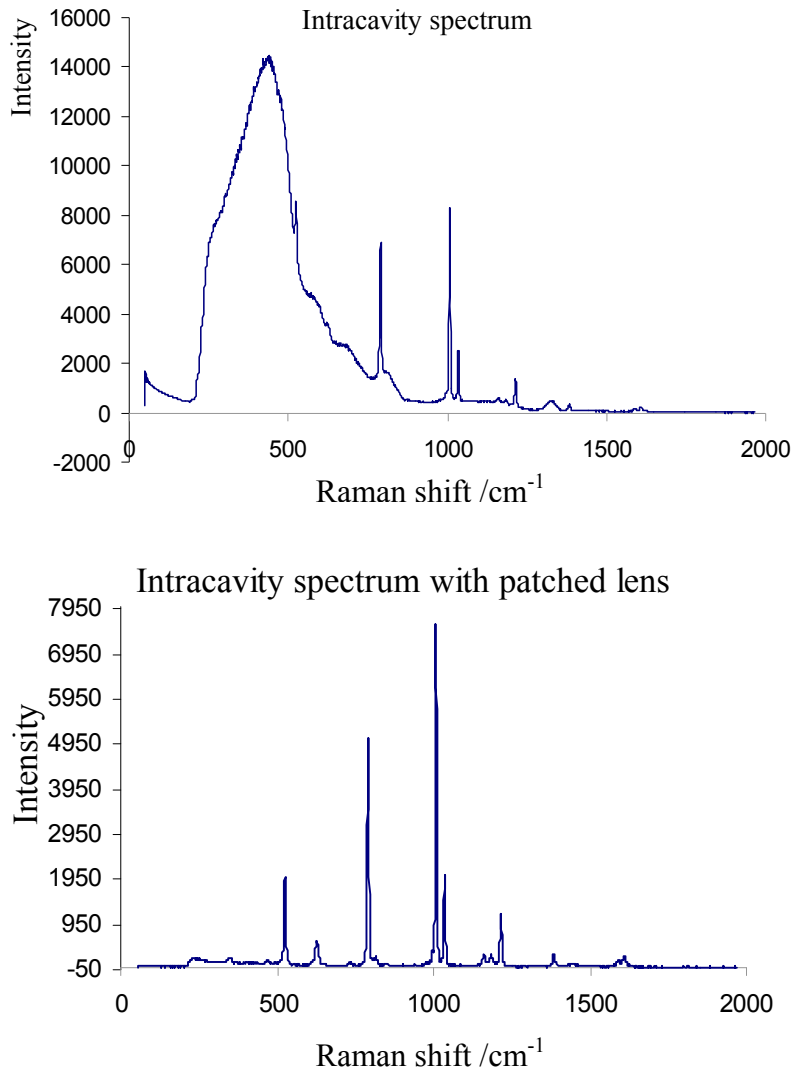 Intracavity spectrum
Intensity
16000
14000
12000
10000
8000
6000
4000
2000
0
-2000
0 500 1000 1500 2000
Raman shift /cm-1
Intracavity spectrum with patched lens
Intensity
7950
6950
5950
4950
3950
2950
1950
950
-50
0 500 1000 1500 2000
Raman shift /cm-1